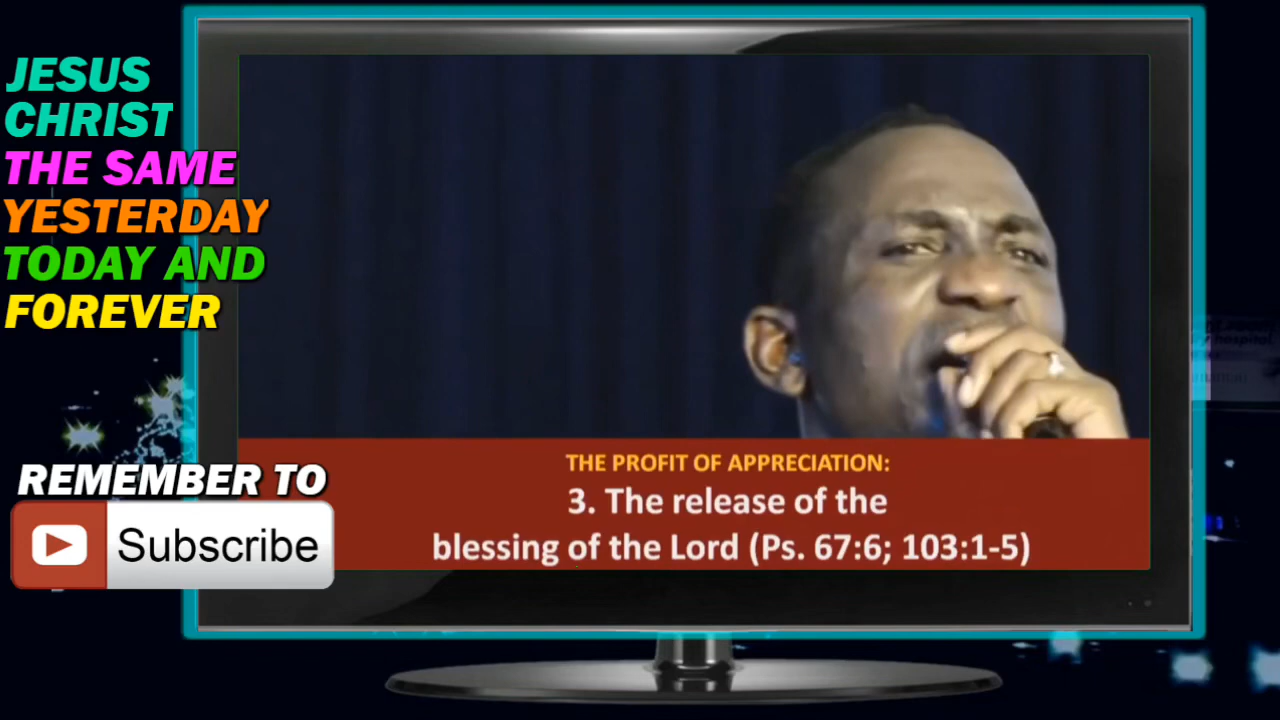 JESUS
CHRIST
THE SAME
YESTERDAY
TODAY AND
FOREVER
REMEMBER TO
Subscribe
THE PROFIT OF APPRECIATION:
3. The release of the
blessing of the Lord (Ps. 67:6; 103:1-5)